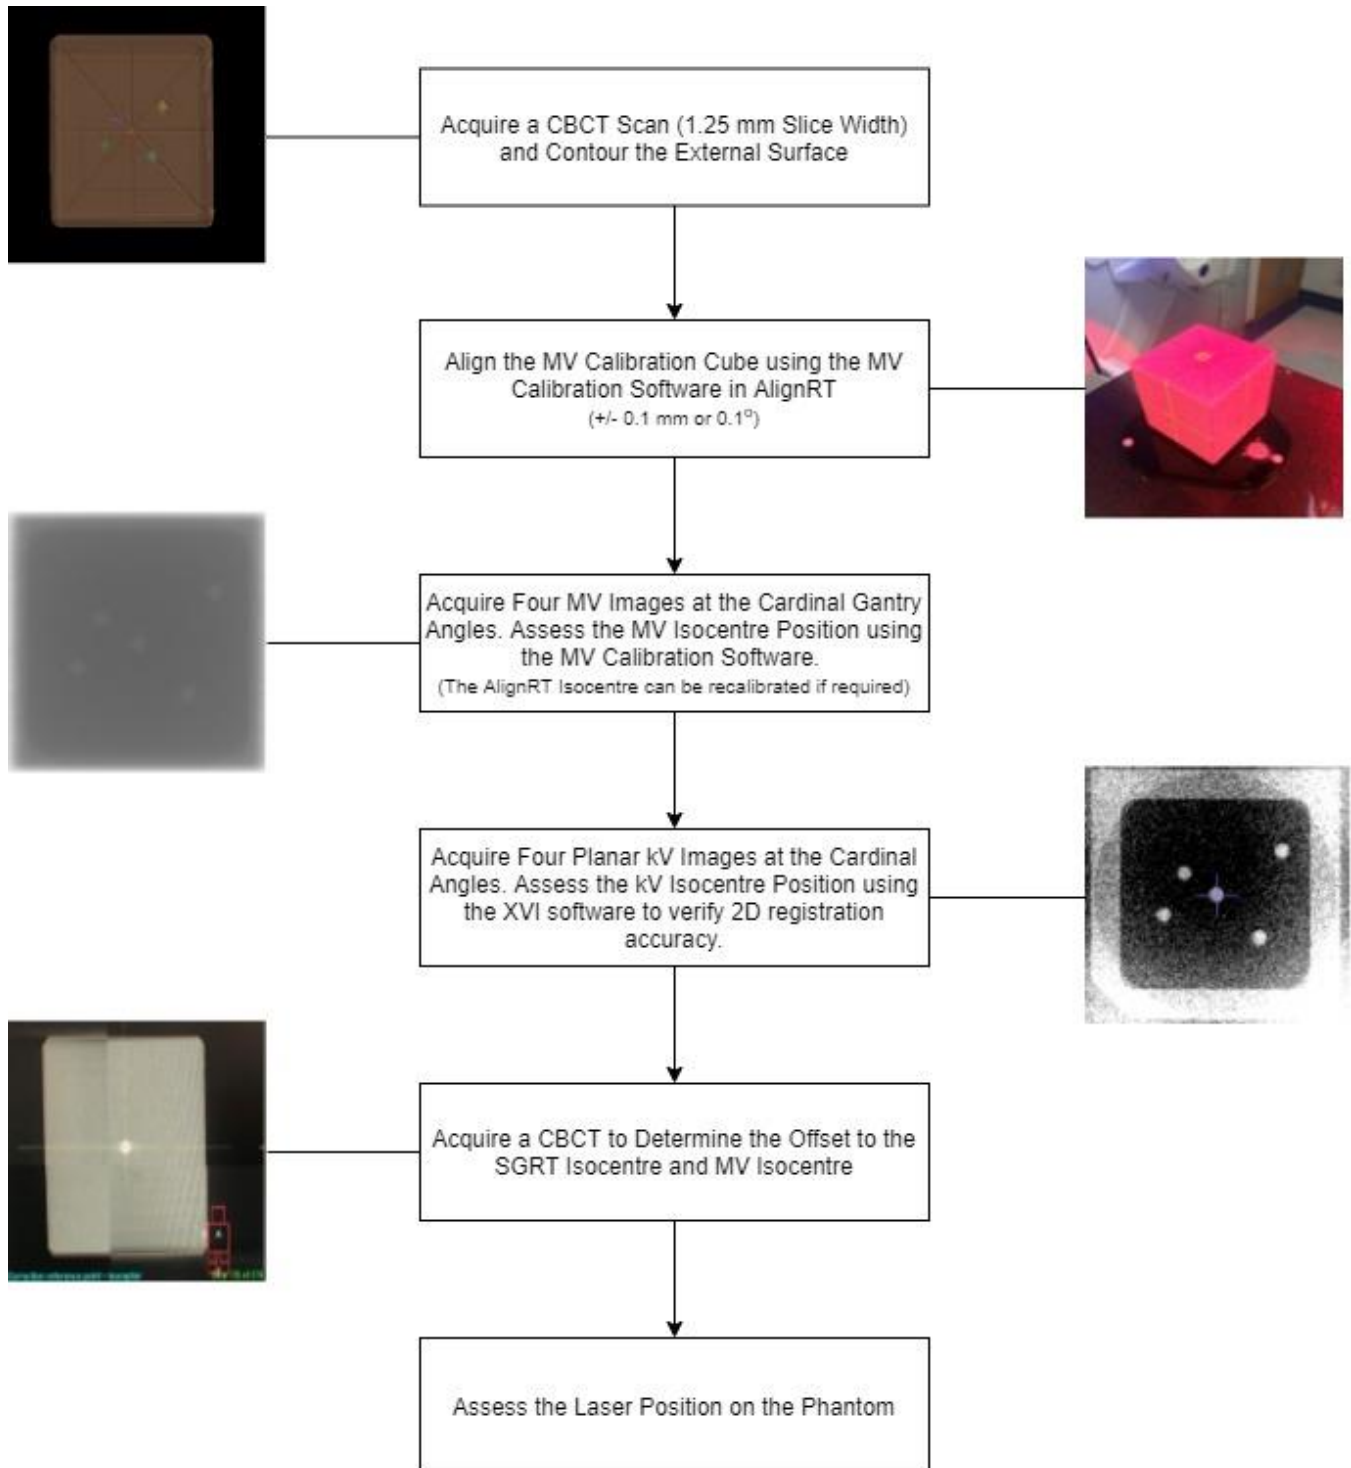 Acquire a CBCT Scan (1.25 mm Slice Width)
and Contour the External Surface
Align the MV Calibration Cube using the MV
Calibration Software in AlignRT
(+/- 0.1 mm or 0.1°)
Acquire Four MV Images at the Cardinal Gantry
Angles. Assess the MV Isocentre Position using
the MV Calibration Software.
(The AlignRT Isocentre can be recalibrated if required)
Acquire Four Planar kV Images at the Cardinal
Angles. Assess the kV Isocentre Position using
the XVI software to verify 2D registration
accuracy.
Acquire a CBCT to Determine the Offset to the
SGRT Isocentre and MV Isocentre
Assess the Laser Position on the Phantom